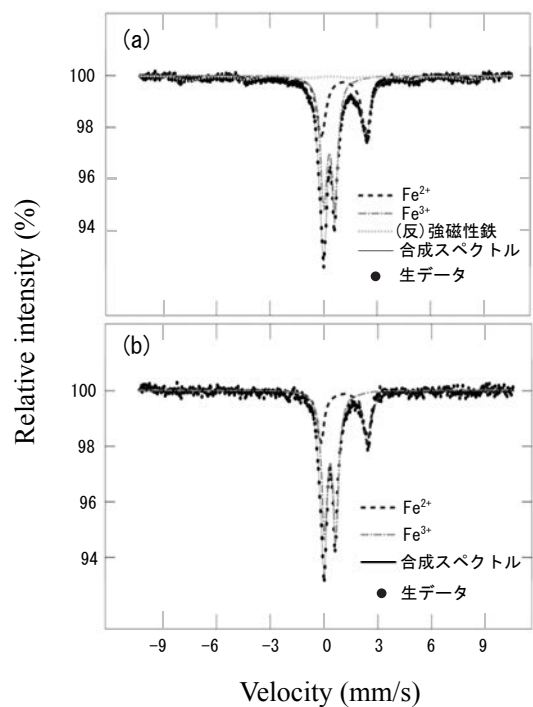 (a)
100
98
96
94
Fe²⁺
Fe³⁺
(反)強磁性鉄
合成スペクトル
生データ
(b)
100
98
96
94
Fe²⁺
Fe³⁺
合成スペクトル
生データ
-9 -6 -3 0 3 6 9
Velocity (mm/s)
Relative intensity (%)